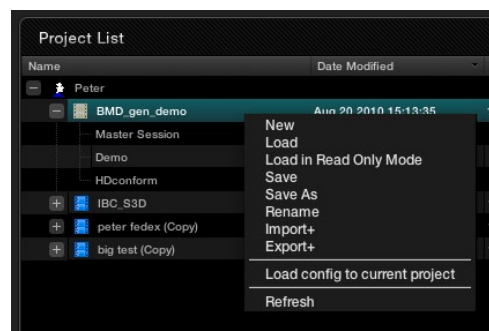 Project List
Name Date Modified
Peter
BMD_gen_demo Aug 20 2010 15:13:35
Master Session
Demo
HDconform
IBC_S3D
peter fedex (Copy)
big test (Copy)
New
Load
Load in Read Only Mode
Save
Save As
Rename
Import+
Export+
Load config to current project
Refresh